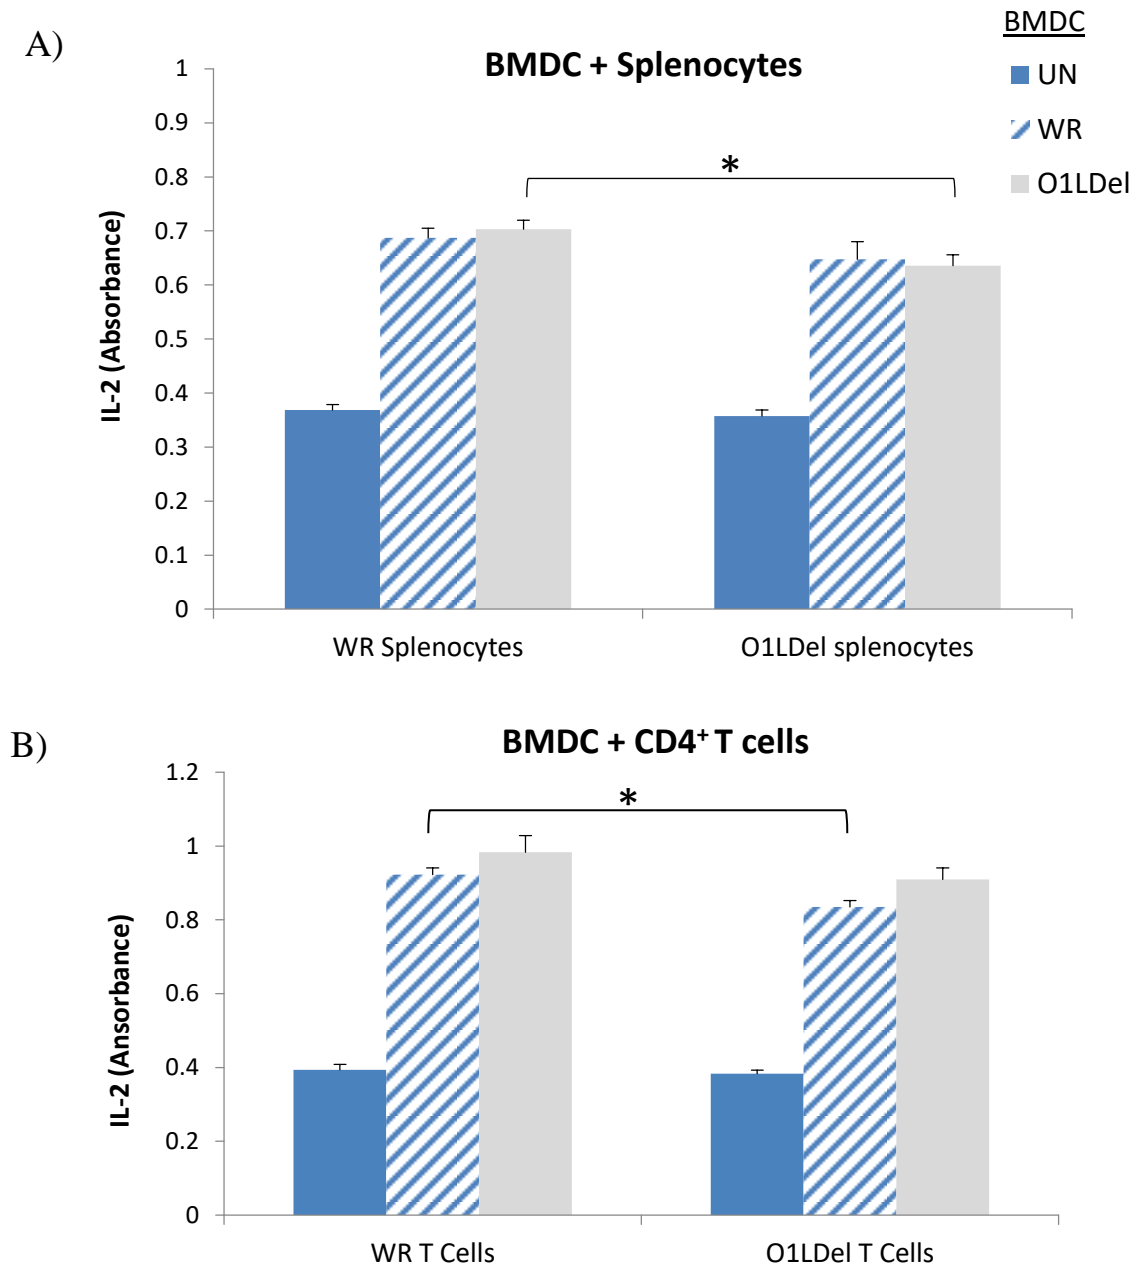 A)
BMDC + Splenocytes
BMDC
UN
WR
O1LDel
*
IL-2 (Absorbance)
1
0.9
0.8
0.7
0.6
0.5
0.4
0.3
0.2
0.1
0
WR Splenocytes
O1LDel splenocytes
B)
BMDC + CD4⁺ T cells
*
IL-2 (Ansorbance)
1.2
1
0.8
0.6
0.4
0.2
0
WR T Cells
O1LDel T Cells